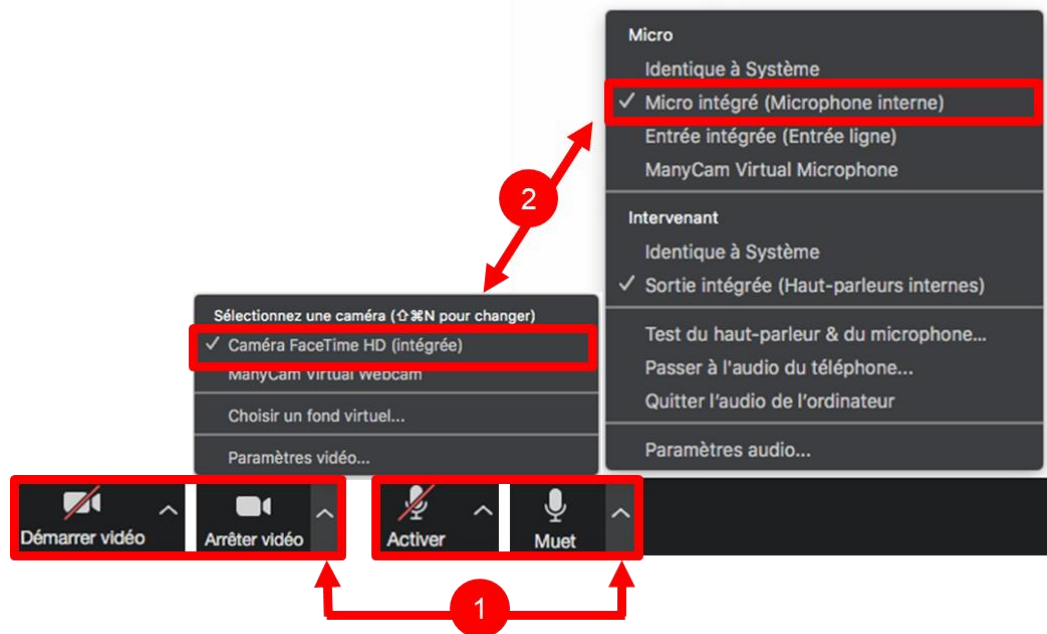 Micro
Identique à Système
✓ Micro intégré (Microphone interne)
Entrée intégrée (Entrée ligne)
ManyCam Virtual Microphone
Intervenant
Identique à Système
✓ Sortie intégrée (Haut-parleurs internes)
Test du haut-parleur & du microphone...
Passer à l'audio du téléphone...
Quitter l'audio de l'ordinateur
Paramètres audio...
2
Sélectionnez une caméra (⇧⌘N pour changer)
✓ Caméra FaceTime HD (intégrée)
ManyCam Virtual Webcam
Choisir un fond virtuel...
Paramètres vidéo...
Démarrer vidéo
Arrêter vidéo
Activer
Muet
1